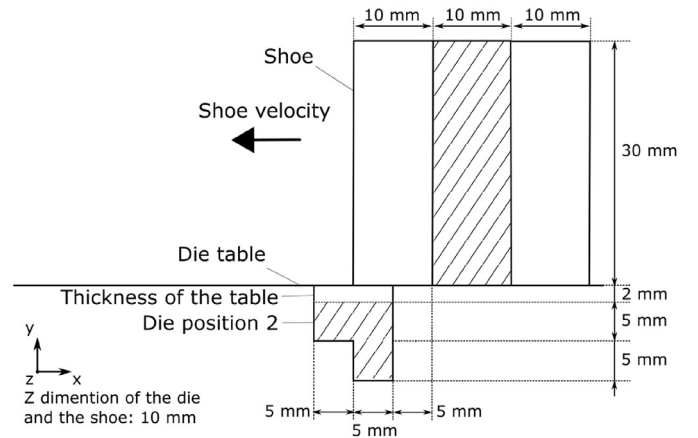 10 mm 10 mm 10 mm
Shoe
Shoe velocity
30 mm
Die table
Thickness of the table
2 mm
Die position 2
5 mm
y
5 mm
z x
Z dimention of the die
and the shoe: 10 mm
5 mm 5 mm
5 mm